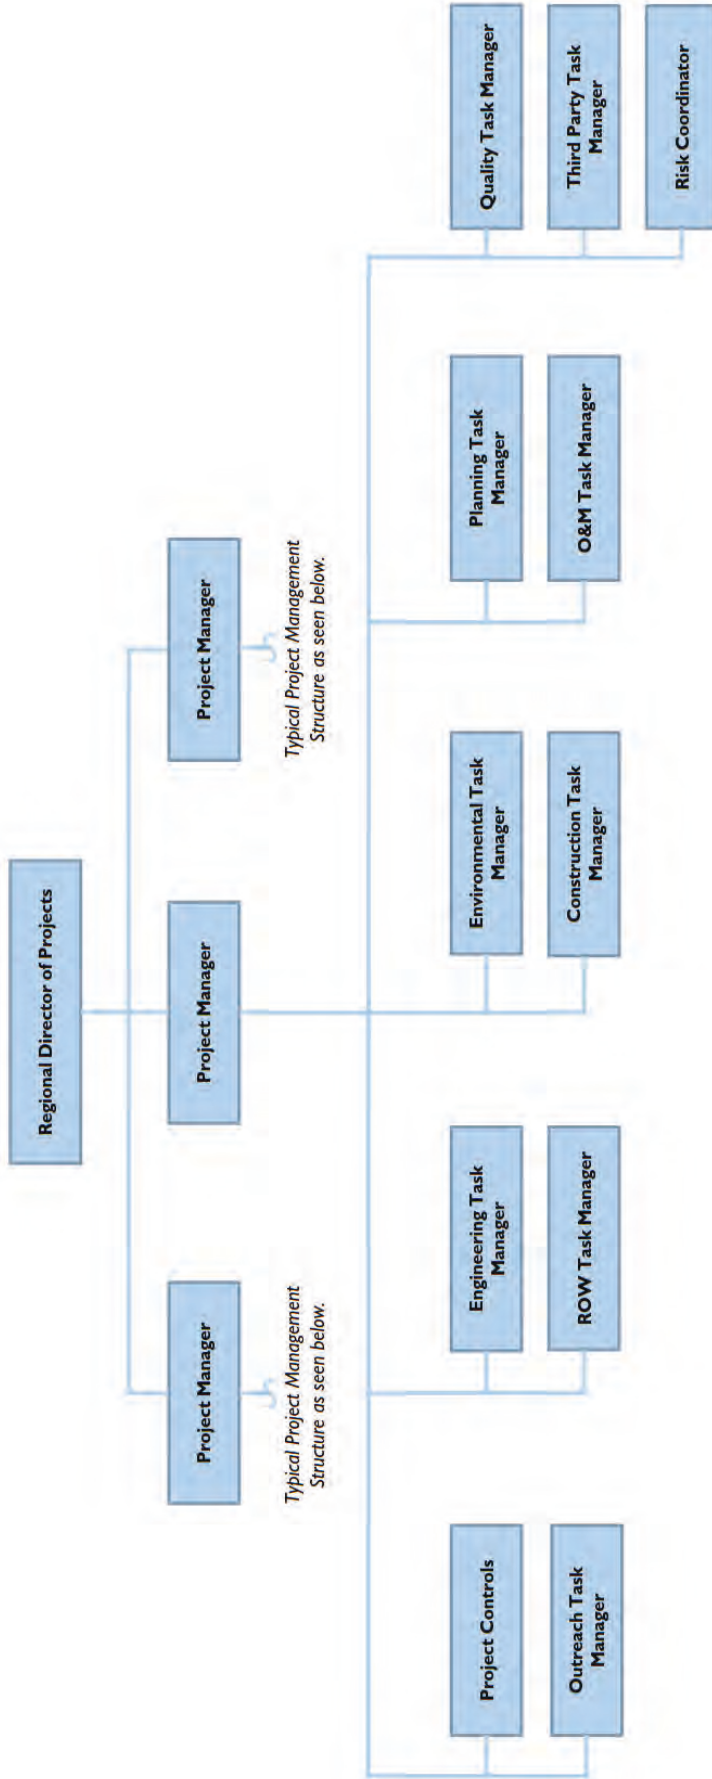 Regional Director of Projects
Project Manager
Project Manager
Project Manager
Typical Project Management
Structure as seen below.
Typical Project Management
Structure as seen below.
Project Controls
Outreach Task
Manager
Engineering Task
Manager
ROW Task Manager
Environmental Task
Manager
Construction Task
Manager
Planning Task
Manager
O&M Task Manager
Quality Task Manager
Third Party Task
Manager
Risk Coordinator